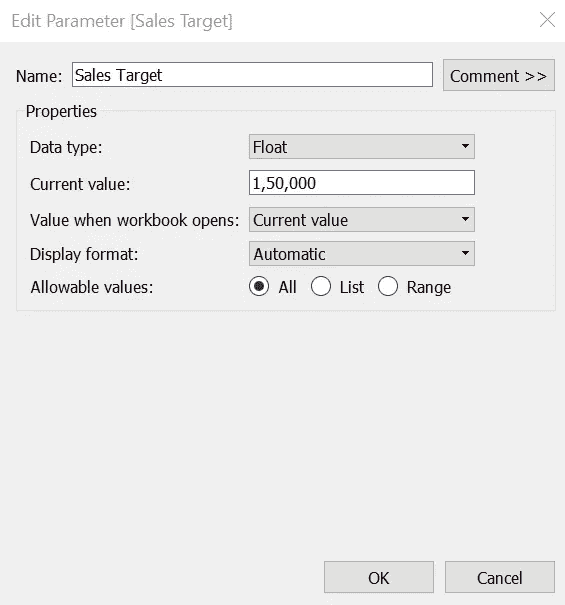 Edit Parameter [Sales Target]
Name: Sales Target Comment >>
Properties
Data type: Float
Current value: 1,50,000
Value when workbook opens: Current value
Display format: Automatic
Allowable values: All List Range
OK Cancel